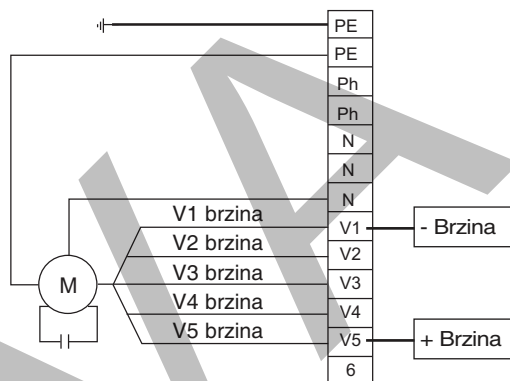 PE
PE
Ph
Ph
N
N
N
V1 brzina
V1
- Brzina
V2 brzina
V2
M
V3 brzina
V3
V4 brzina
V4
V5 brzina
V5
+ Brzina
6